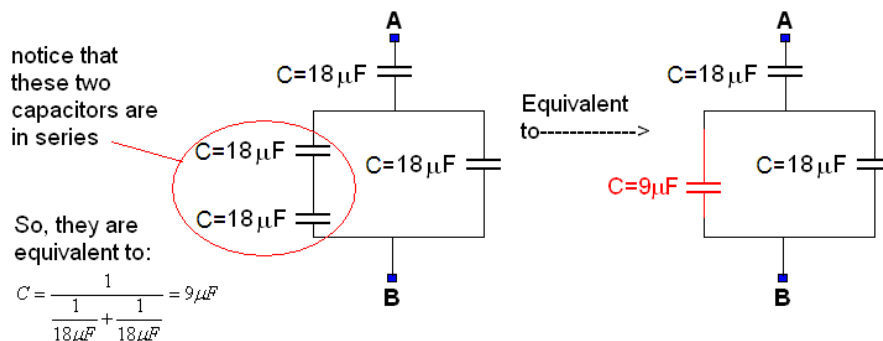 notice that
these two
capacitors are
in series
So, they are
equivalent to:
C = 1 / (1/18μF + 1/18μF) = 9μF
A
C=18μF
C=18μF
C=18μF
C=18μF
B
Equivalent
to------------->
A
C=18μF
C=9μF
C=18μF
B